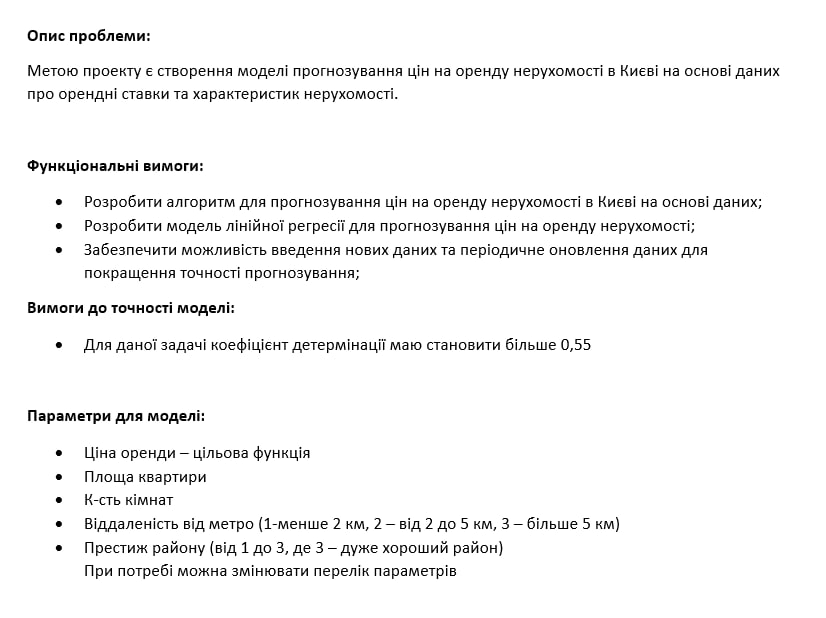 Опис проблеми:
Метою проекту є створення моделі прогнозування цін на оренду нерухомості в Києві на основі даних
про орендні ставки та характеристик нерухомості.
Функціональні вимоги:
• Розробити алгоритм для прогнозування цін на оренду нерухомості в Києві на основі даних;
• Розробити модель лінійної регресії для прогнозування цін на оренду нерухомості;
• Забезпечити можливість введення нових даних та періодичне оновлення даних для
покращення точності прогнозування;
Вимоги до точності моделі:
• Для даної задачі коефіцієнт детермінації маю становити більше 0,55
Параметри для моделі:
• Ціна оренди – цільова функція
• Площа квартири
• К-сть кімнат
• Віддаленість від метро (1-менше 2 км, 2 – від 2 до 5 км, 3 – більше 5 км)
• Престиж району (від 1 до 3, де 3 – дуже хороший район)
При потребі можна змінювати перелік параметрів